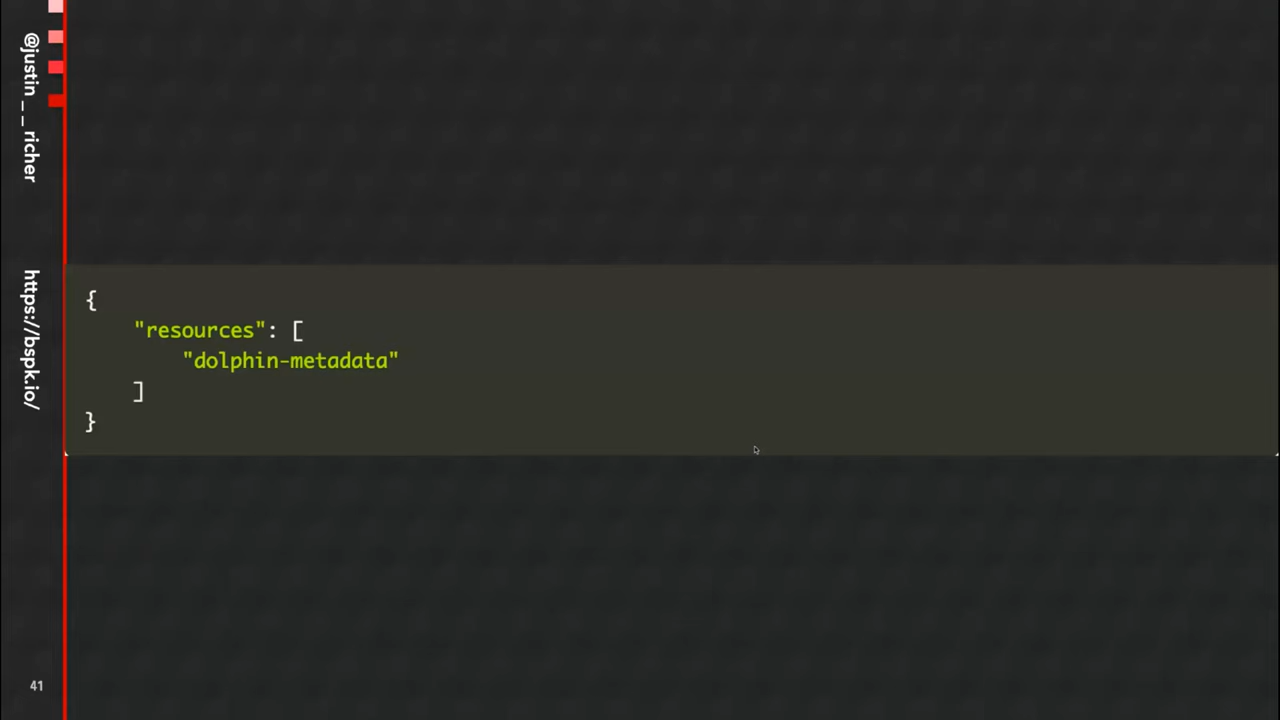 @justin__richer
https://bspk.io/
{
    "resources": [
        "dolphin-metadata"
    ]
}
41